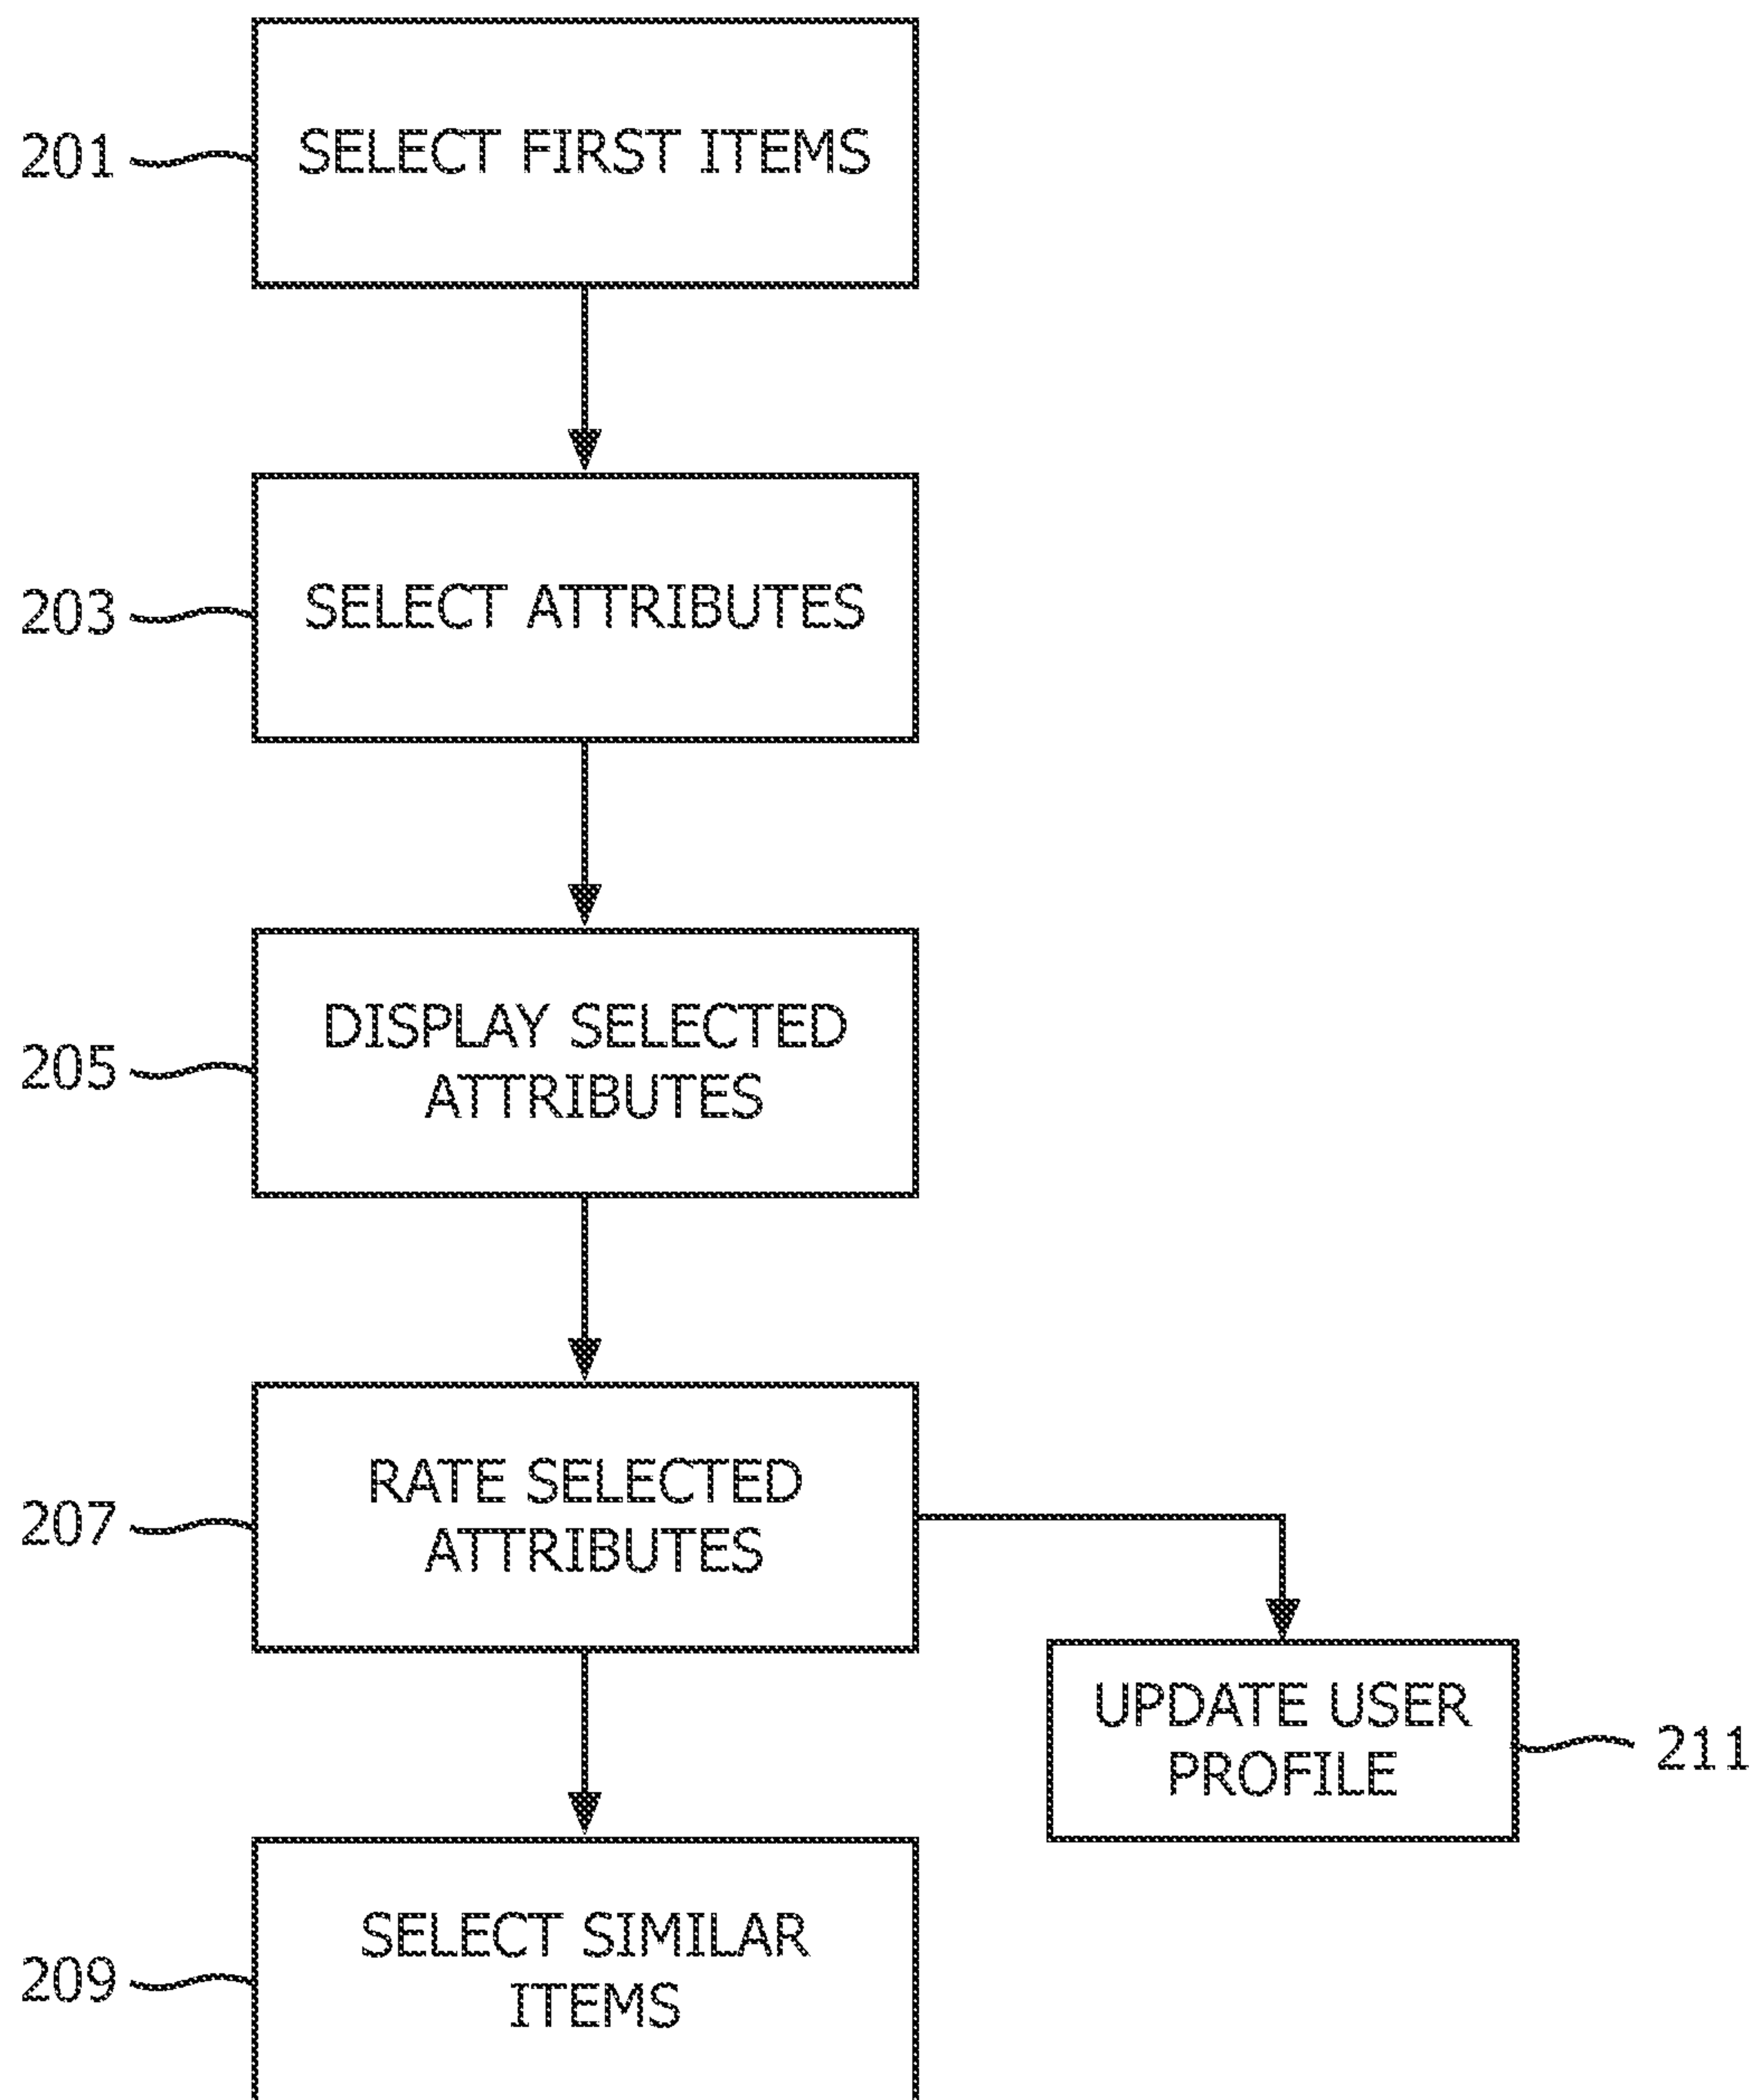 201
SELECT FIRST ITEMS
203
SELECT ATTRIBUTES
205
DISPLAY SELECTED
ATTRIBUTES
207
RATE SELECTED
ATTRIBUTES
UPDATE USER
PROFILE
211
209
SELECT SIMILAR
ITEMS